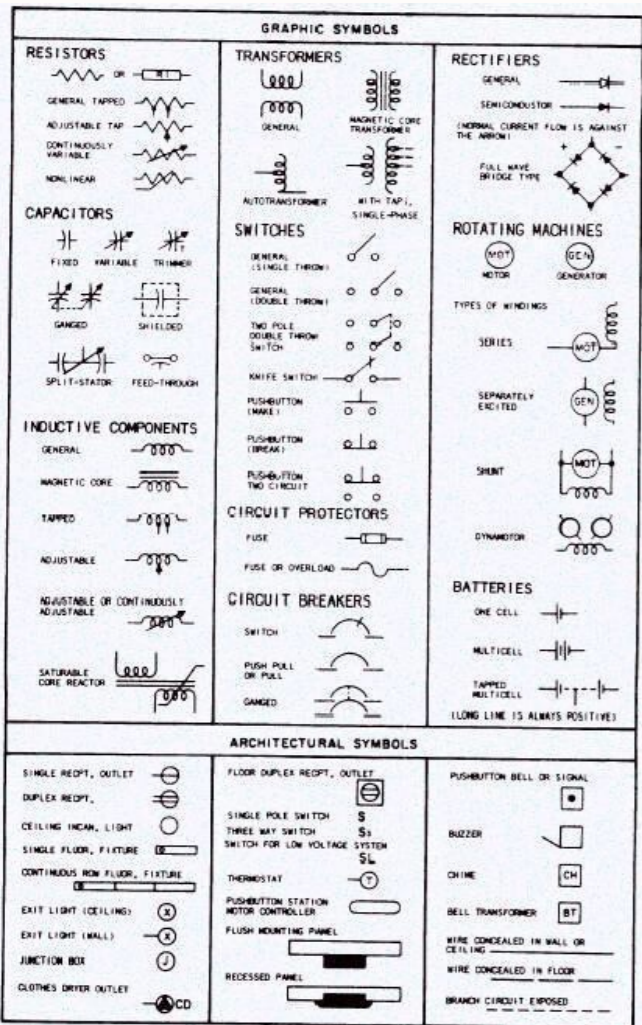 GRAPHIC SYMBOLS
RESISTORS
OR
GENERAL TAPPED
ADJUSTABLE TAP
CONTINUOUSLY
VARIABLE
NONLINEAR
CAPACITORS
FIXED VARIABLE TRIMMER
T
GANGED SHIELDED
SPLIT-STATOR FEED-THROUGH
INDUCTIVE COMPONENTS
GENERAL
MAGNETIC CORE
TAPPED
ADJUSTABLE
ADJUSTABLE OR CONTINUOUSLY
ADJUSTABLE
SATURABLE
CORE REACTOR
TRANSFORMERS
GENERAL
MAGNETIC CORE
TRANSFORMER
AUTOTRANSFORMER
WITH TAPI,
SINGLE-PHASE
SWITCHES
GENERAL
(SINGLE THROW)
GENERAL
(DOUBLE THROW)
TWO POLE
DOUBLE THROW
SWITCH
KNIFE SWITCH
PUSHBUTTON
(MAKE)
PUSHBUTTON
(BREAK)
PUSHBUTTON
TWO CIRCUIT
CIRCUIT PROTECTORS
FUSE
FUSE OR OVERLOAD
CIRCUIT BREAKERS
SWITCH
PUSH PULL
OR PULL
GANGED
RECTIFIERS
GENERAL
SEMICONDUSTOR
(NORMAL CURRENT FLOW IS AGAINST
THE ARROW)
+ −
FULL WAVE
BRIDGE TYPE
ROTATING MACHINES
MOT GEN
MOTOR GENERATOR
TYPES OF WINDINGS
SERIES
MOT
SEPARATELY
EXCITED
GEN
SHUNT
MOT
DYNAMOTOR
BATTERIES
ONE CELL
MULTICELL
TAPPED
MULTICELL
(LONG LINE IS ALWAYS POSITIVE)
ARCHITECTURAL SYMBOLS
SINGLE RECPT, OUTLET
DUPLEX RECPT,
CEILING INCAN, LIGHT
SINGLE FLUOR, FIXTURE
CONTINUOUS ROW FLUOR, FIXTURE
EXIT LIGHT (CEILING) X
EXIT LIGHT (WALL) X
JUNCTION BOX J
CLOTHES DRYER OUTLET
CD
FLOOR DUPLEX RECPT, OUTLET
SINGLE POLE SWITCH S
THREE WAY SWITCH S3
SWITCH FOR LOW VOLTAGE SYSTEM
SL
THERMOSTAT T
PUSHBUTTON STATION
MOTOR CONTROLLER
FLUSH MOUNTING PANEL
RECESSED PANEL
PUSHBUTTON BELL OR SIGNAL
BUZZER
CHIME CH
BELL TRANSFORMER BT
WIRE CONCEALED IN WALL OR
CEILING
WIRE CONCEALED IN FLOOR
BRANCH CIRCUIT EXPOSED